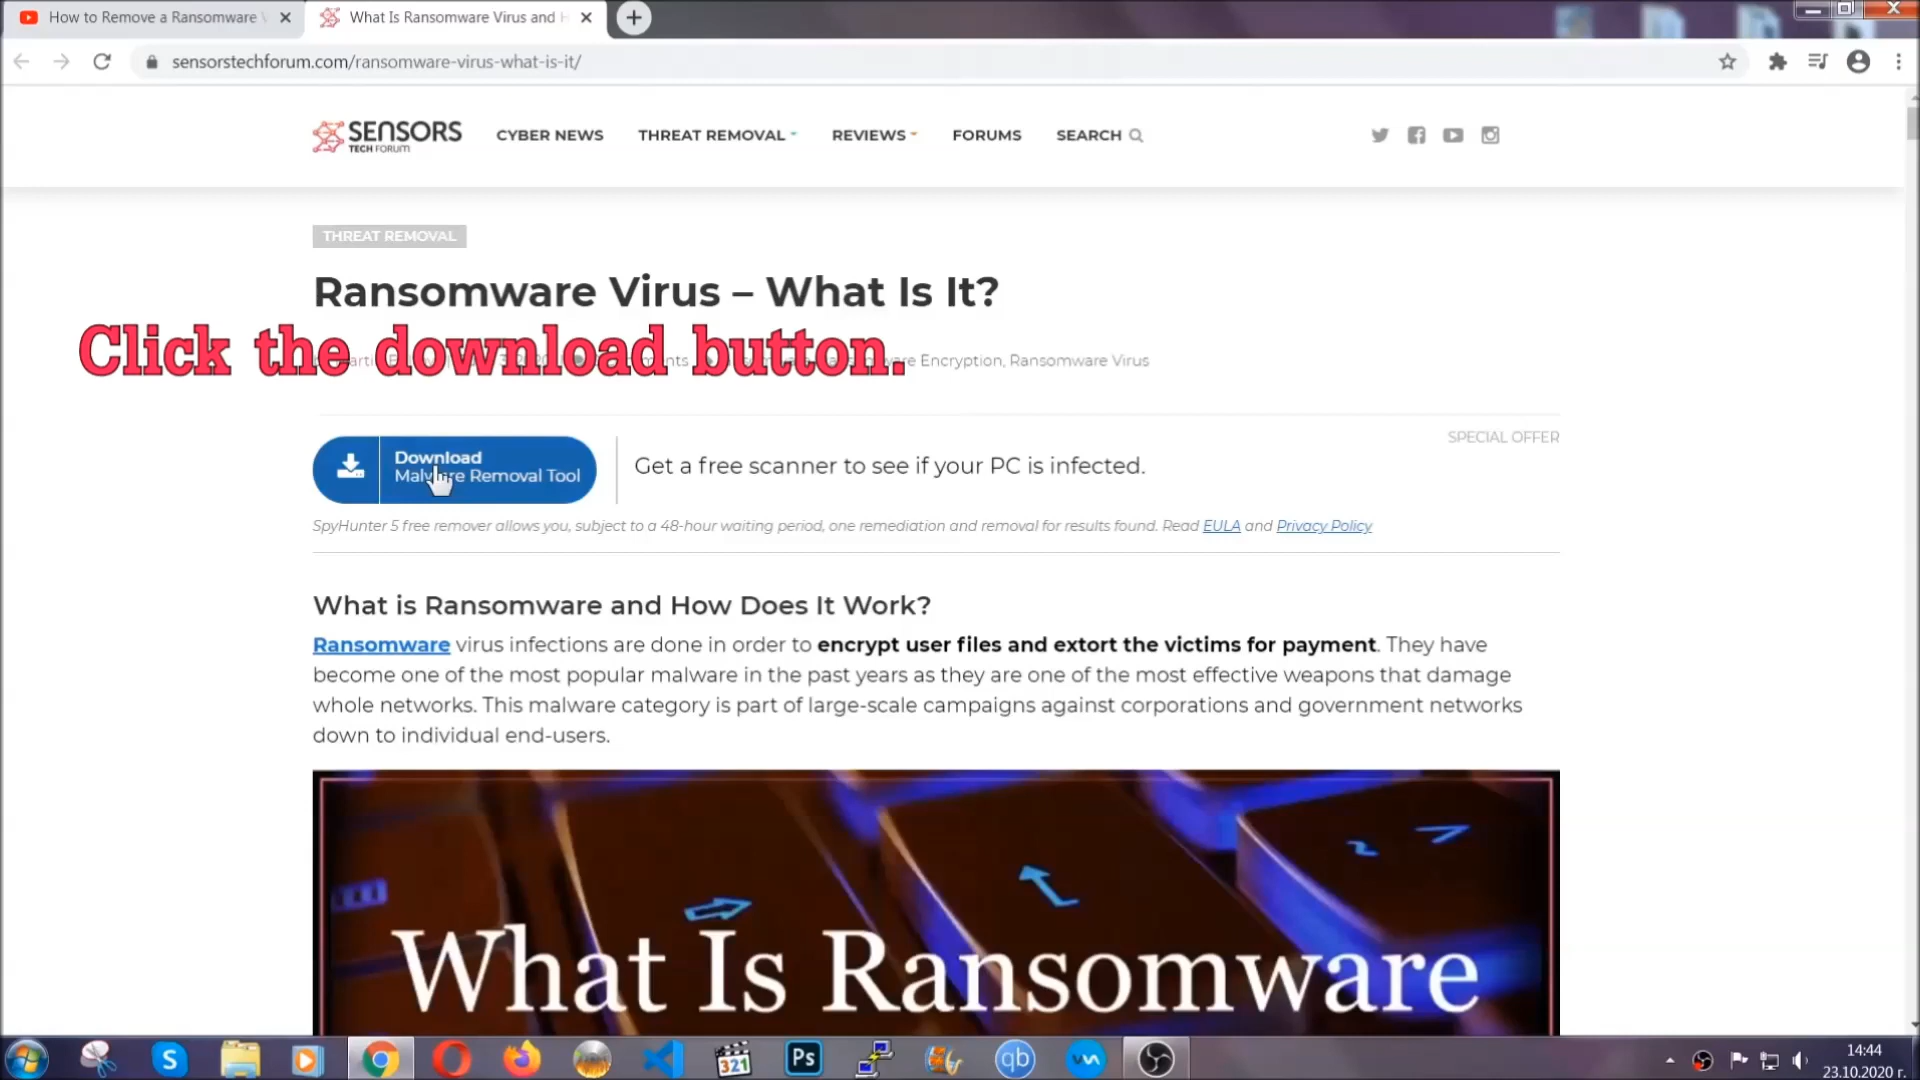 How to Remove a Ransomware
What Is Ransomware Virus and
sensorstechforum.com/ransomware-virus-what-is-it/
SENSORS
TECH FORUM
CYBER NEWS
THREAT REMOVAL
REVIEWS
FORUMS
SEARCH
THREAT REMOVAL
Ransomware Virus – What Is It?
Click the download button.
Encryption, Ransomware Virus
SPECIAL OFFER
Download
Malware Removal Tool
Get a free scanner to see if your PC is infected.
SpyHunter 5 free remover allows you, subject to a 48-hour waiting period, one remediation and removal for results found. Read EULA and Privacy Policy
What is Ransomware and How Does It Work?
Ransomware virus infections are done in order to encrypt user files and extort the victims for payment. They have
become one of the most popular malware in the past years as they are one of the most effective weapons that damage
whole networks. This malware category is part of large-scale campaigns against corporations and government networks
down to individual end-users.
What Is Ransomware
S
321
Ps
qb
14:44
23.10.2020 г.